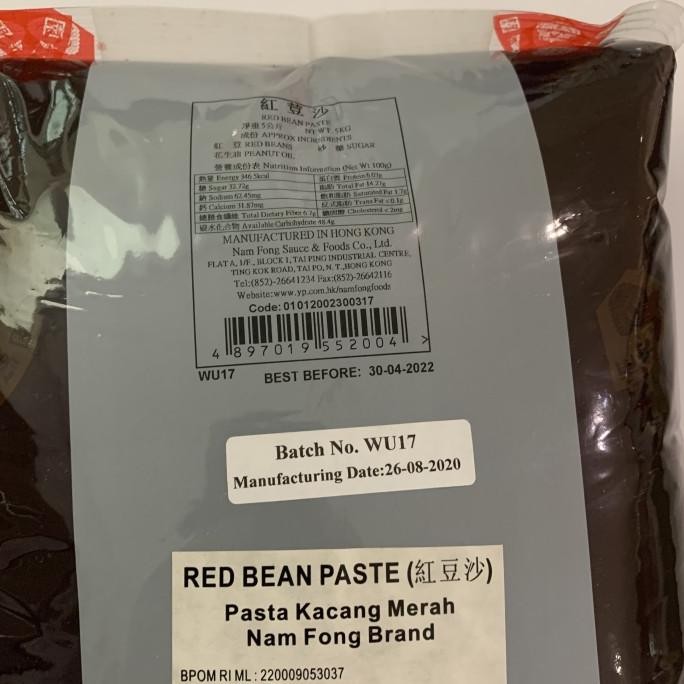 紅荳沙
RED BEAN PASTE
淨重5公斤 NT WT. 5KG
成份 APPROX INGREDIENTS
紅 荳 RED BEANS 砂 糖 SUGAR
花生油 PEANUT OIL
營養成份表 Nutrition Information (Net Wt 100g)
熱量 Energy 346.5kcal 蛋白質 Protein 6.03g
糖 Sugar 32.72g 脂肪 Total Fat 14.27g
鈉 Sodium 62.45mg 飽和脂肪 Saturated Fat 3.7g
鈣 Calcium 31.87mg 反式脂肪 Trans Fat < 0.1g
總膳食纖維 Total Dietary Fibre 6.7g 膽固醇 Cholesterol < 2mg
碳水化合物 Available Carbohydrate 48.4g
MANUFACTURED IN HONG KONG
Nam Fong Sauce & Foods Co., Ltd.
FLAT A, 1/F., BLOCK 1, TAI PING INDUSTRIAL CENTRE,
TING KOK ROAD, TAI PO, N. T., HONG KONG
Tel:(852)-26641234 Fax:(852)-26642116
Website:www.yp.com.hk/namfongfoods
Code: 01012002300317
4 897019 552004 >
WU17 BEST BEFORE: 30-04-2022
Batch No. WU17
Manufacturing Date:26-08-2020
RED BEAN PASTE (紅豆沙)
Pasta Kacang Merah
Nam Fong Brand
BPOM RI ML : 220009053037